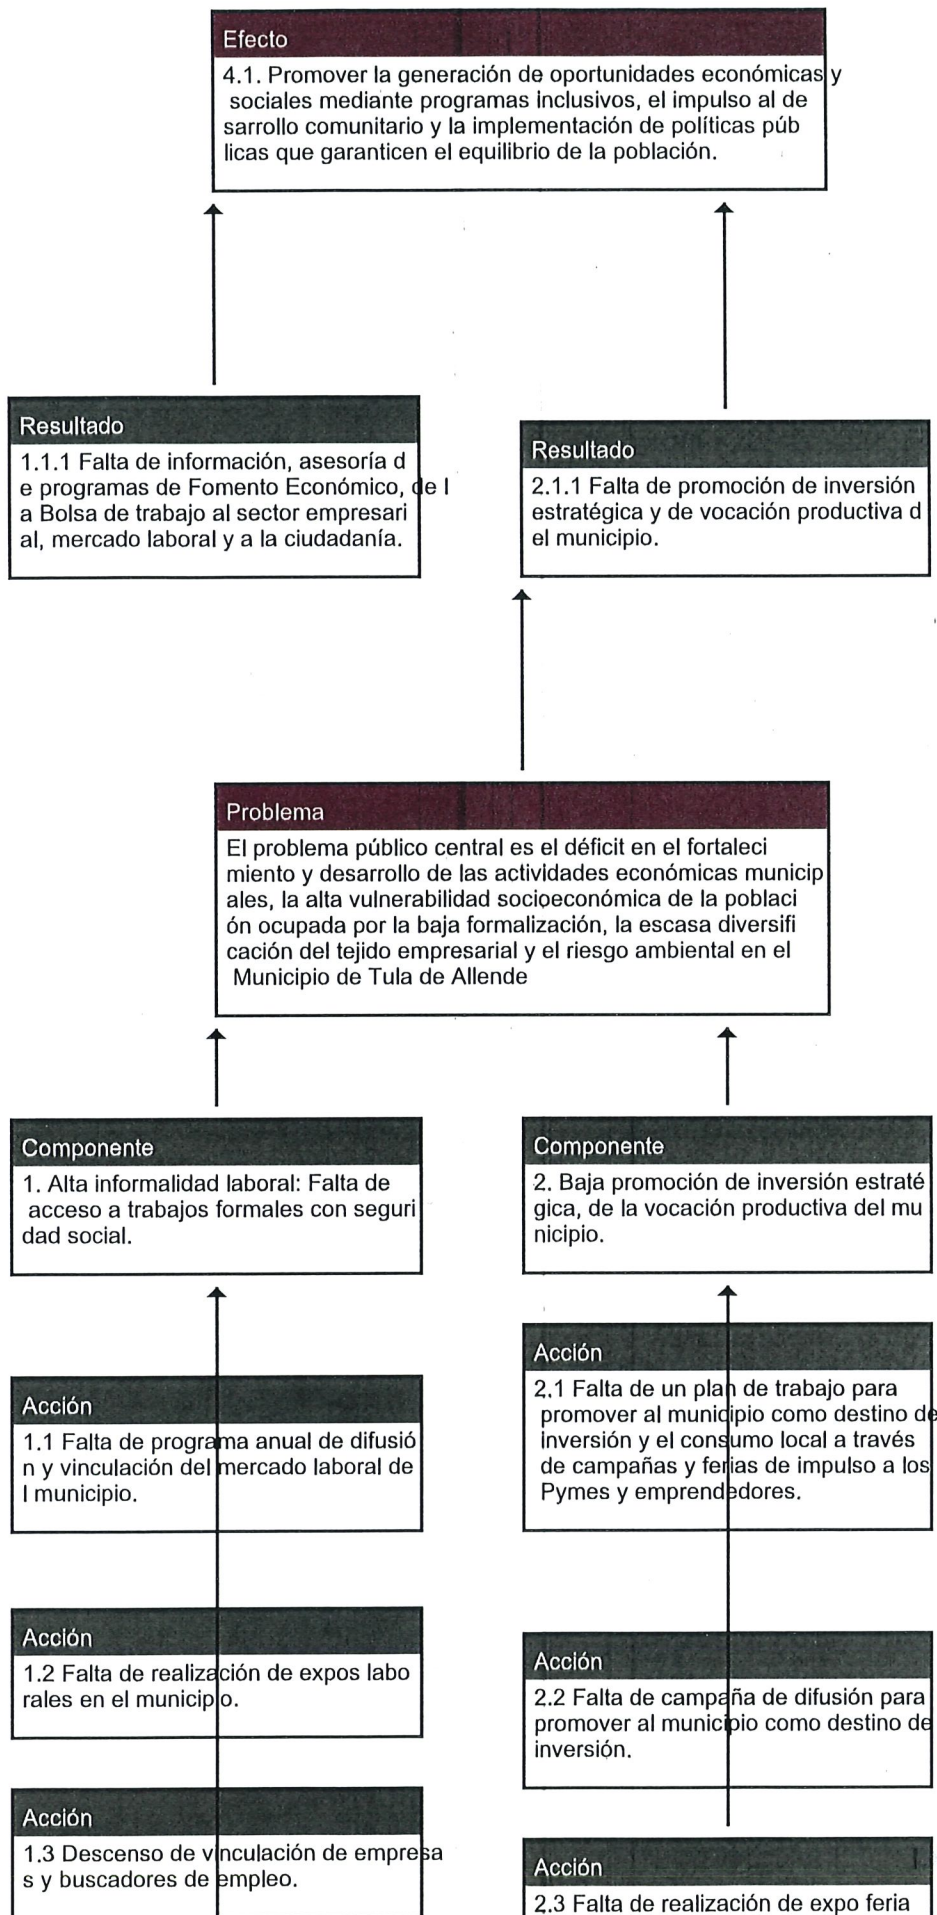 Efecto
4.1. Promover la generación de oportunidades económicas y
sociales mediante programas inclusivos, el impulso al de
sarrollo comunitario y la implementación de políticas púb
licas que garanticen el equilibrio de la población.
Resultado
1.1.1 Falta de información, asesoría d
e programas de Fomento Económico, de l
a Bolsa de trabajo al sector empresari
al, mercado laboral y a la ciudadanía.
Resultado
2.1.1 Falta de promoción de inversión
estratégica y de vocación productiva d
el municipio.
Problema
El problema público central es el déficit en el fortaleci
miento y desarrollo de las actividades económicas municip
ales, la alta vulnerabilidad socioeconómica de la poblaci
ón ocupada por la baja formalización, la escasa diversifi
cación del tejido empresarial y el riesgo ambiental en el
Municipio de Tula de Allende
Componente
1. Alta informalidad laboral: Falta de
acceso a trabajos formales con seguri
dad social.
Componente
2. Baja promoción de inversión estraté
gica, de la vocación productiva del mu
nicipio.
Acción
1.1 Falta de programa anual de difusió
n y vinculación del mercado laboral de
l municipio.
Acción
2.1 Falta de un plan de trabajo para
promover al municipio como destino de
inversión y el consumo local a través
de campañas y ferias de impulso a los
Pymes y emprendedores.
Acción
1.2 Falta de realización de expos labo
rales en el municipio.
Acción
2.2 Falta de campaña de difusión para
promover al municipio como destino de
inversión.
Acción
1.3 Descenso de vinculación de empresa
s y buscadores de empleo.
Acción
2.3 Falta de realización de expo feria